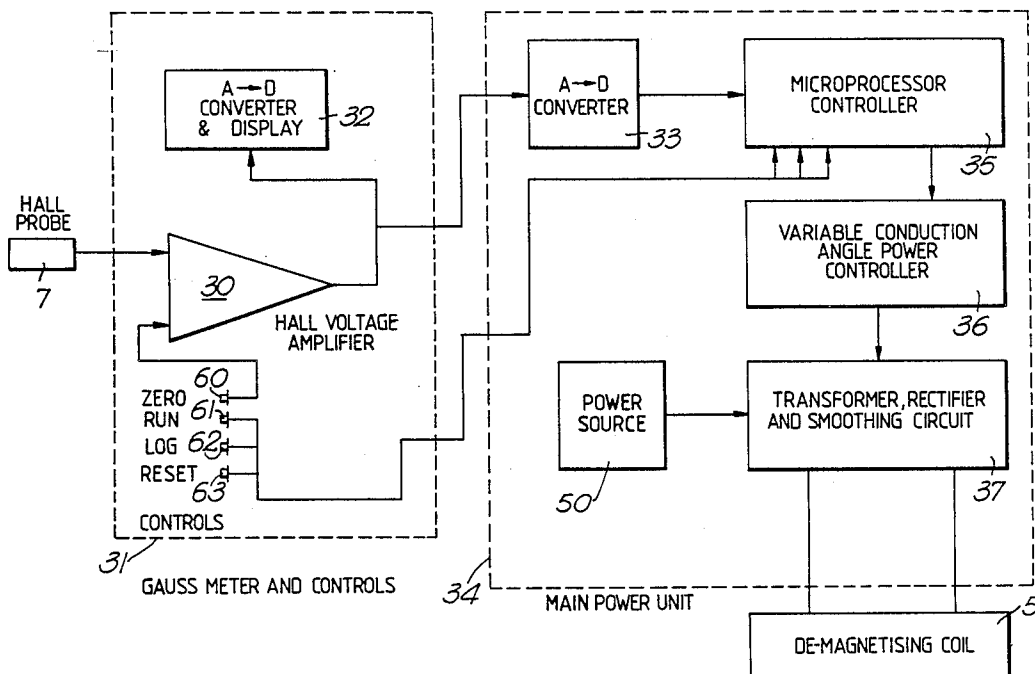 A→D
CONVERTER
& DISPLAY
32
A→D
CONVERTER
33
MICROPROCESSOR
CONTROLLER
35
HALL
PROBE
7
30
HALL VOLTAGE
AMPLIFIER
VARIABLE CONDUCTION
ANGLE POWER
CONTROLLER
36
ZERO
60
RUN
61
LOG
62
RESET
63
CONTROLS
31
GAUSS METER AND CONTROLS
POWER
SOURCE
50
TRANSFORMER, RECTIFIER
AND SMOOTHING CIRCUIT
37
34
MAIN POWER UNIT
5
DE-MAGNETISING COIL